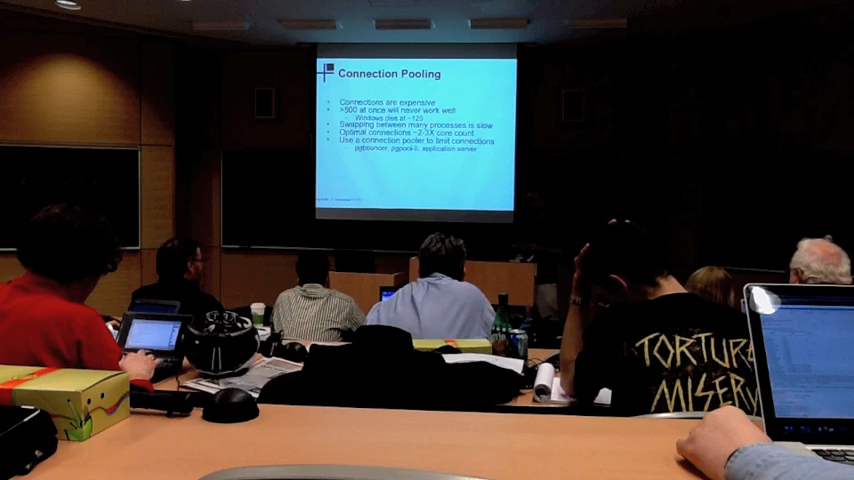 Connection Pooling
Connections are expensive
>500 at once will never work well
Windows dies at ~125
Swapping between many processes is slow
Optimal connections ~2-3X core count
Use a connection pooler to limit connections
pgbouncer, pgpool-II, application server
TORTURE
MISERY